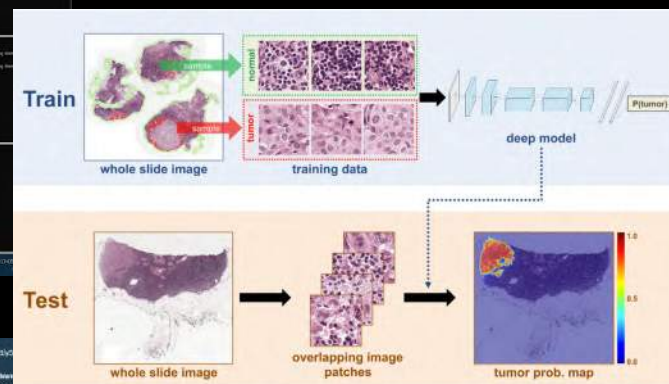 sample
sample
normal
tumor
Train
P(tumor)
deep model
whole slide image
training data
Test
1.0
0.5
0.0
overlapping image
patches
whole slide image
tumor prob. map